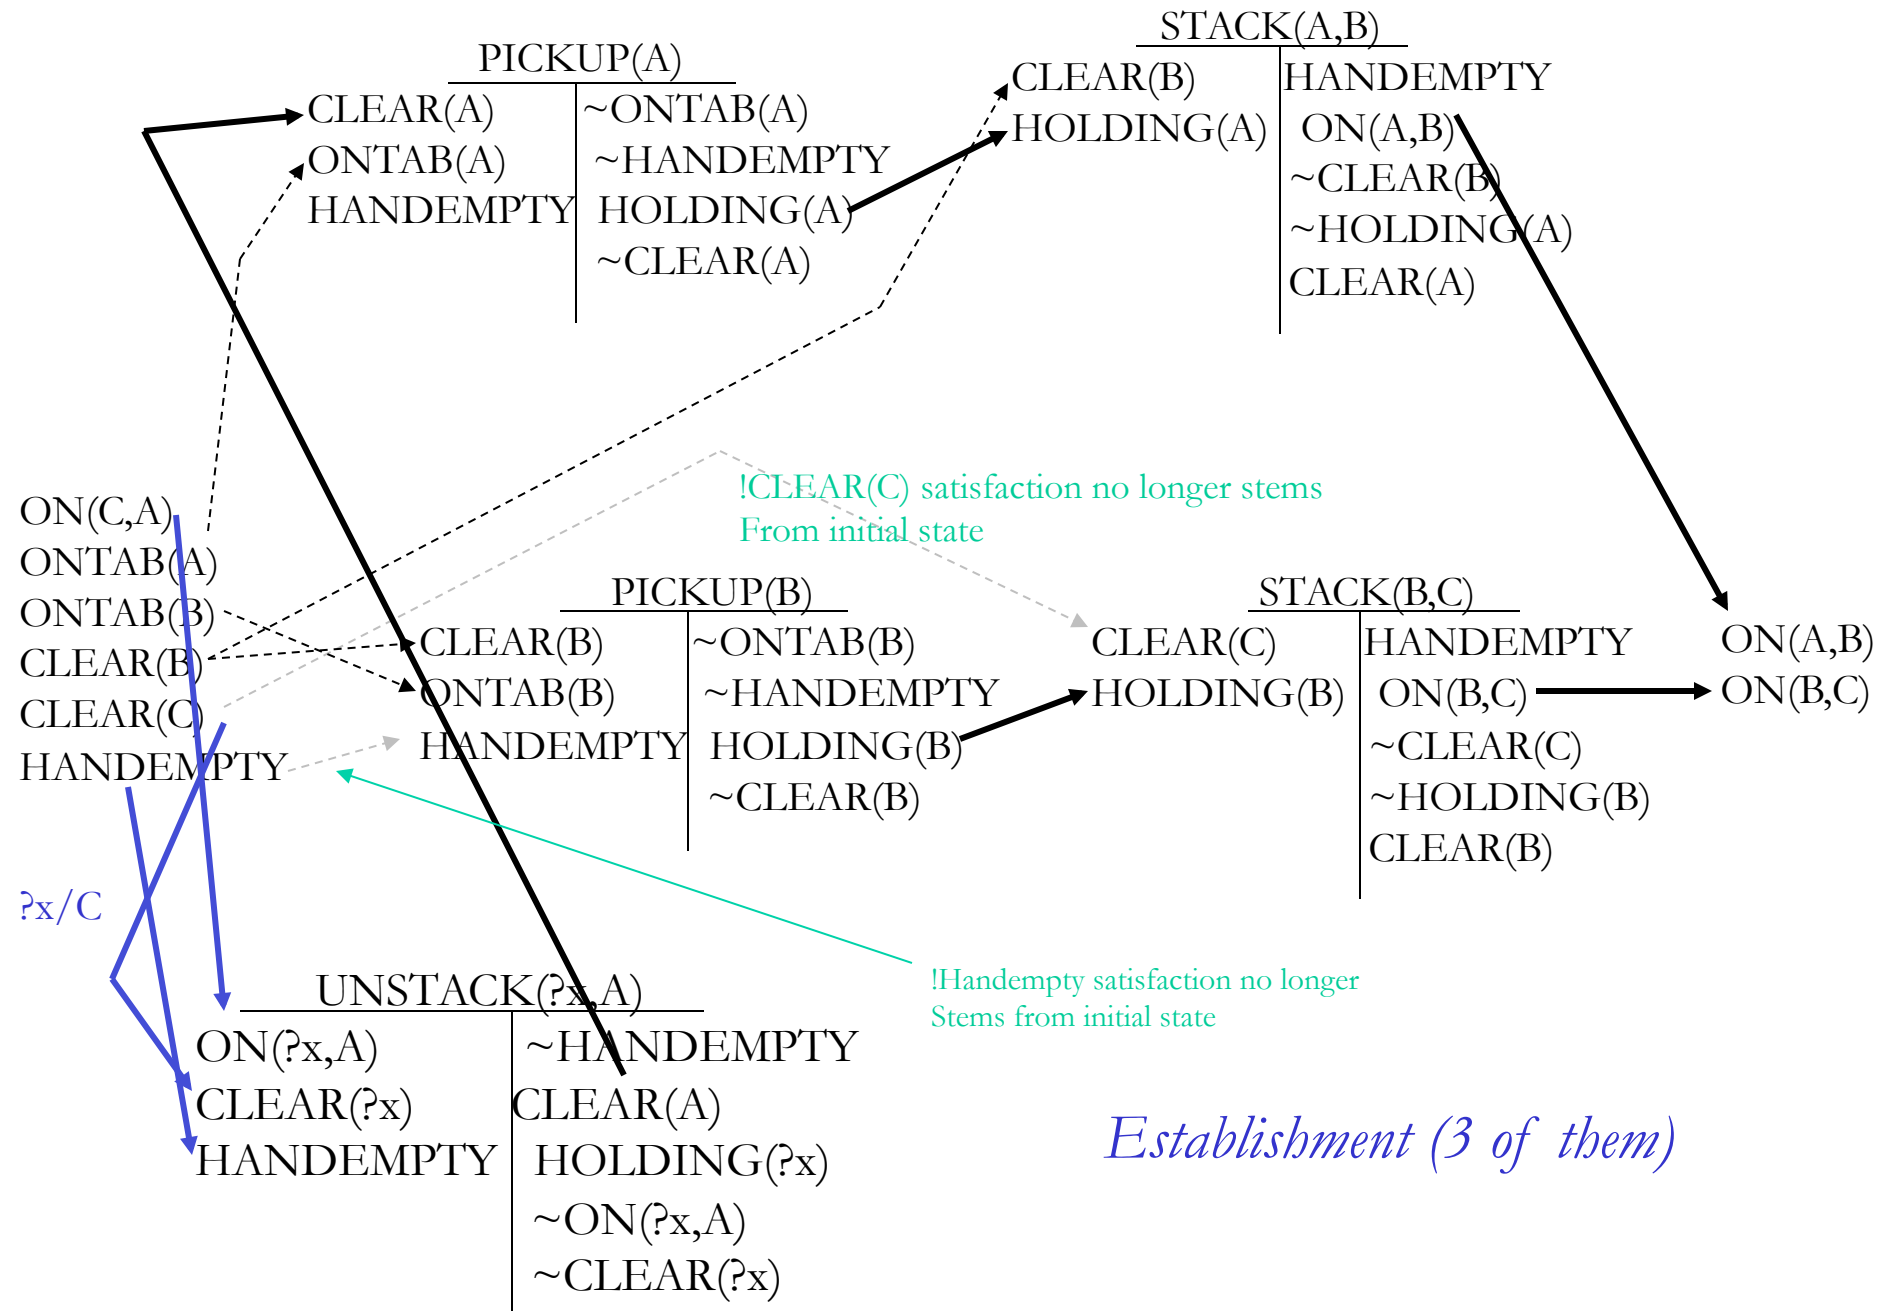 STACK(A,B)
PICKUP(A)
CLEAR(B)
HOLDING(A)
HANDEMPTY
ON(A,B)
~CLEAR(B)
~HOLDING(A)
CLEAR(A)
CLEAR(A)
ONTAB(A)
HANDEMPTY
~ONTAB(A)
~HANDEMPTY
HOLDING(A)
~CLEAR(A)
!CLEAR(C) satisfaction no longer stems
From initial state
ON(C,A)
ONTAB(A)
ONTAB(B)
CLEAR(B)
CLEAR(C)
HANDEMPTY
PICKUP(B)
CLEAR(B)
ONTAB(B)
HANDEMPTY
~ONTAB(B)
~HANDEMPTY
HOLDING(B)
~CLEAR(B)
STACK(B,C)
CLEAR(C)
HOLDING(B)
HANDEMPTY
ON(B,C)
~CLEAR(C)
~HOLDING(B)
CLEAR(B)
ON(A,B)
ON(B,C)
?x/C
!Handempty satisfaction no longer
Stems from initial state
UNSTACK(?x,A)
ON(?x,A)
CLEAR(?x)
HANDEMPTY
~HANDEMPTY
CLEAR(A)
HOLDING(?x)
~ON(?x,A)
~CLEAR(?x)
Establishment (3 of them)